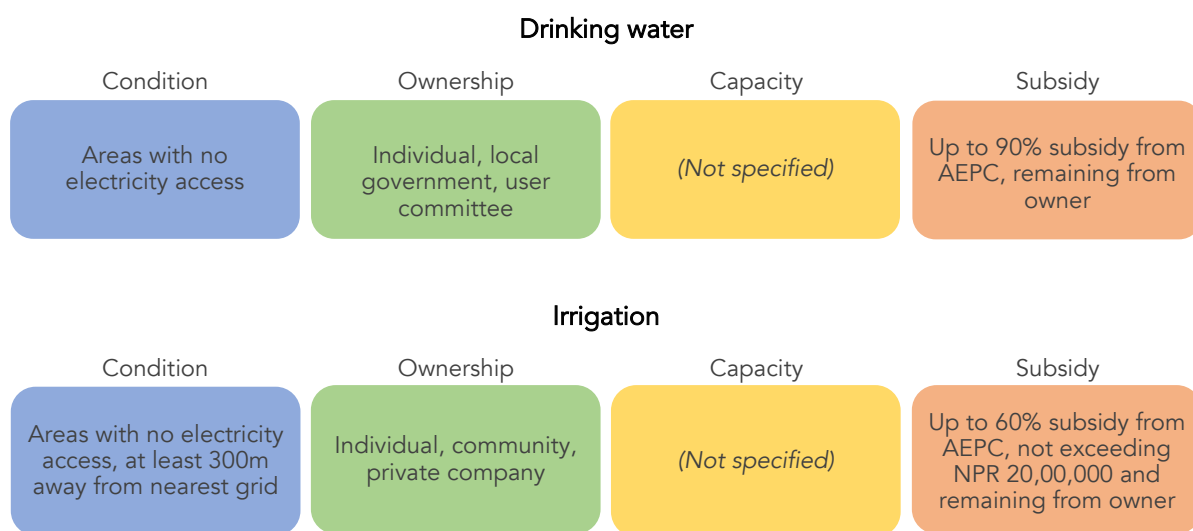 Drinking water
Condition
Ownership
Capacity
Subsidy
Areas with no
electricity access
Individual, local
government, user
committee
(Not specified)
Up to 90% subsidy from
AEPC, remaining from
owner
Irrigation
Condition
Ownership
Capacity
Subsidy
Areas with no electricity
access, at least 300m
away from nearest grid
Individual, community,
private company
(Not specified)
Up to 60% subsidy from
AEPC, not exceeding
NPR 20,00,000 and
remaining from owner